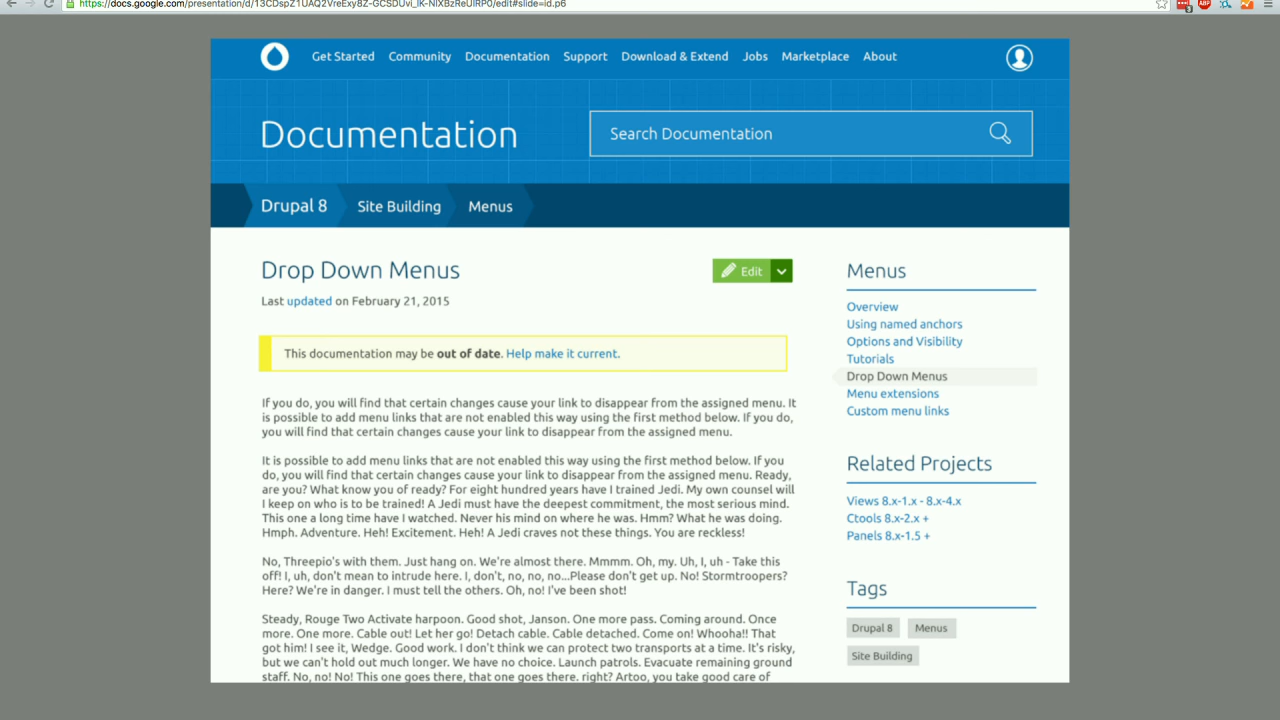 Get Started Community Documentation Support Download & Extend Jobs Marketplace About
Documentation
Search Documentation
Drupal 8 Site Building Menus
Drop Down Menus
Edit
Last updated on February 21, 2015
This documentation may be out of date. Help make it current.
If you do, you will find that certain changes cause your link to disappear from the assigned menu. It
is possible to add menu links that are not enabled this way using the first method below. If you do,
you will find that certain changes cause your link to disappear from the assigned menu.
It is possible to add menu links that are not enabled this way using the first method below. If you
do, you will find that certain changes cause your link to disappear from the assigned menu. Ready,
are you? What know you of ready? For eight hundred years have I trained Jedi. My own counsel will
I keep on who is to be trained! A Jedi must have the deepest commitment, the most serious mind.
This one a long time have I watched. Never his mind on where he was. Hmm? What he was doing.
Hmph. Adventure. Heh! Excitement. Heh! A Jedi craves not these things. You are reckless!
No, Threepio's with them. Just hang on. We're almost there. Mmmm. Oh, my. Uh, I, uh - Take this
off! I, uh, don't mean to intrude here. I, don't, no, no, no...Please don't get up. No! Stormtroopers?
Here? We're in danger. I must tell the others. Oh, no! I've been shot!
Steady, Rouge Two Activate harpoon. Good shot, Janson. One more pass. Coming around. Once
more. One more. Cable out! Let her go! Detach cable. Cable detached. Come on! Whooha!! That
got him! I see it, Wedge. Good work. I don't think we can protect two transports at a time. It's risky,
but we can't hold out much longer. We have no choice. Launch patrols. Evacuate remaining ground
staff. No, no! No! This one goes there, that one goes there. right? Artoo, you take good care of
Menus
Overview
Using named anchors
Options and Visibility
Tutorials
Drop Down Menus
Menu extensions
Custom menu links
Related Projects
Views 8.x-1.x - 8.x-4.x
Ctools 8.x-2.x +
Panels 8.x-1.5 +
Tags
Drupal 8 Menus
Site Building